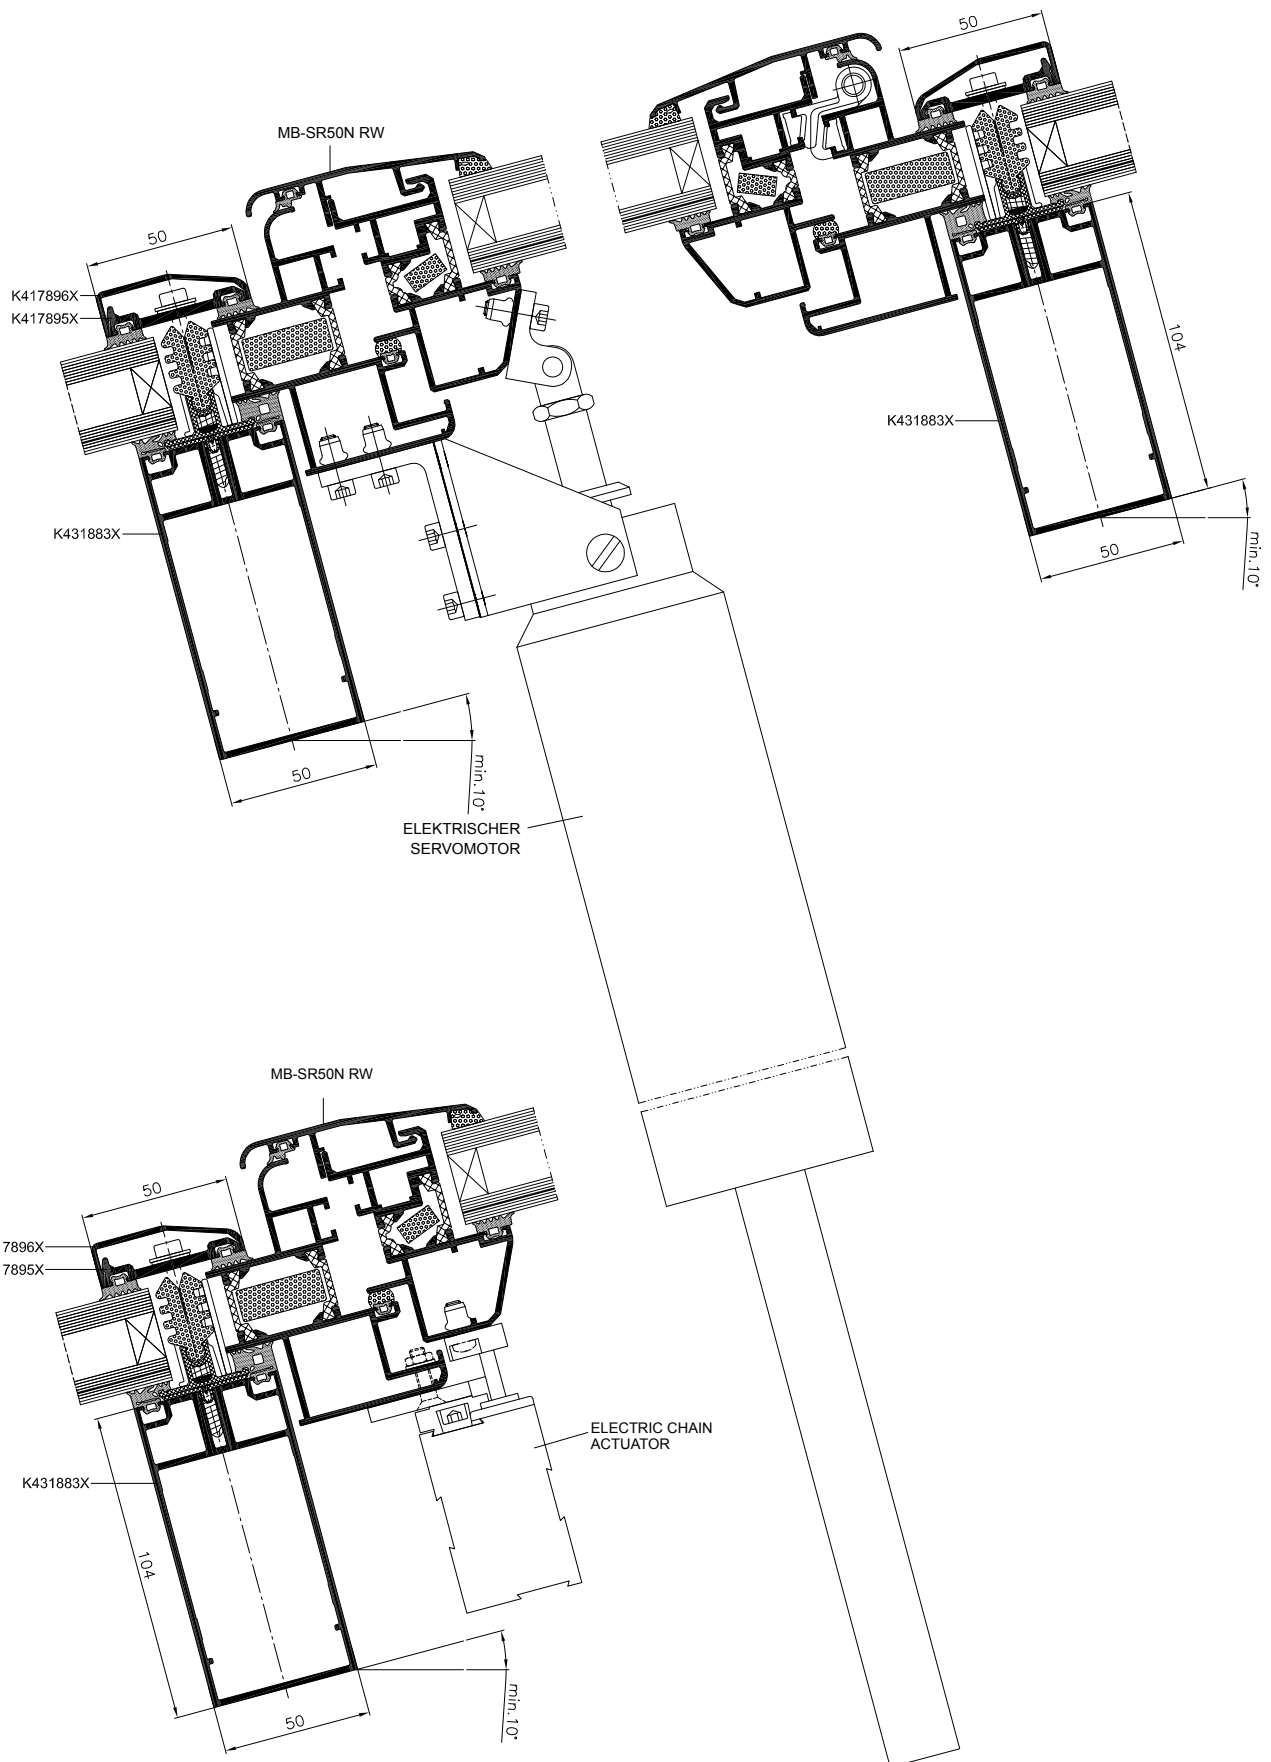 50
MB-SR50N RW
50
K417896X
K417895X
104
K431883X
K431883X
50
min.10°
50
min.10°
ELEKTRISCHER
SERVOMOTOR
MB-SR50N RW
50
7896X
7895X
ELECTRIC CHAIN
ACTUATOR
K431883X
104
50
min.10°